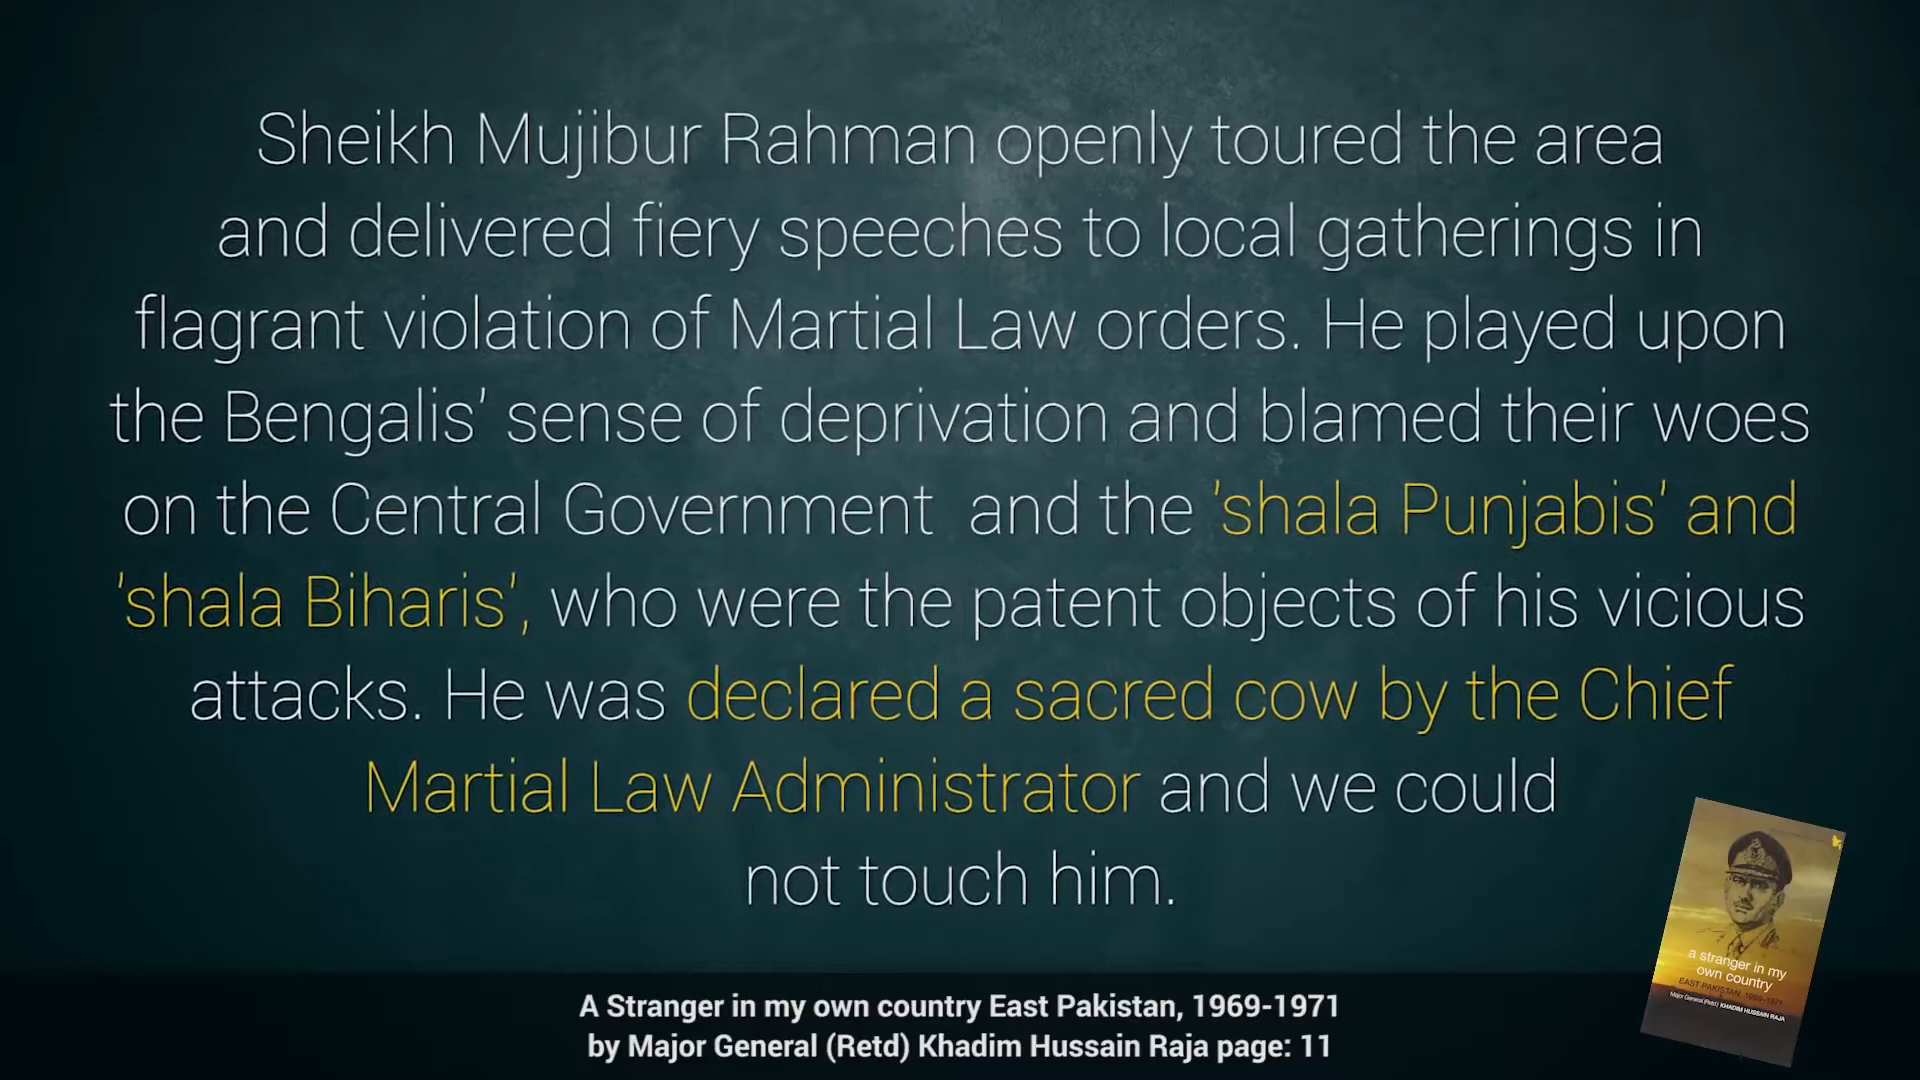 Sheikh Mujibur Rahman openly toured the area
and delivered fiery speeches to local gatherings in
flagrant violation of Martial Law orders. He played upon
the Bengalis' sense of deprivation and blamed their woes
on the Central Government and the 'shala Punjabis' and
'shala Biharis', who were the patent objects of his vicious
attacks. He was declared a sacred cow by the Chief
Martial Law Administrator and we could
not touch him.
a stranger in my
own country
EAST PAKISTAN, 1969-1971
Major General (Retd) KHADIM HUSSAIN RAJA
A Stranger in my own country East Pakistan, 1969-1971
by Major General (Retd) Khadim Hussain Raja page: 11